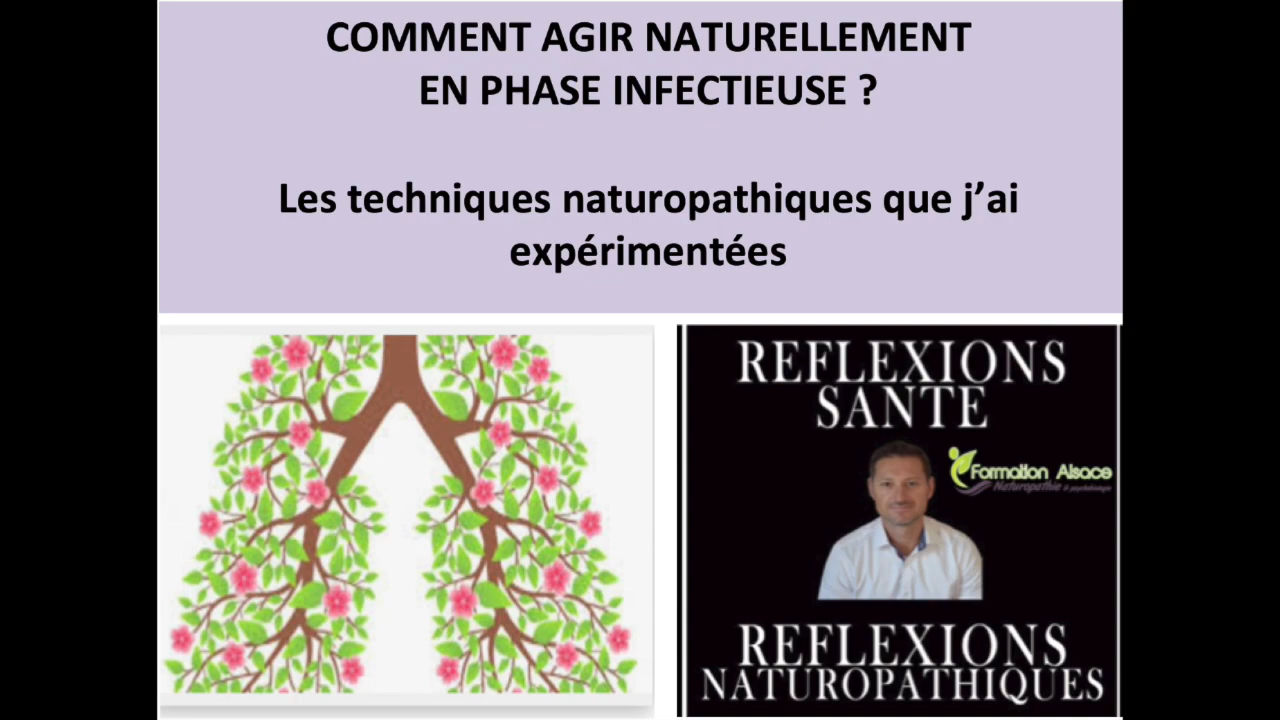 COMMENT AGIR NATURELLEMENT
EN PHASE INFECTIEUSE ?
Les techniques naturopathiques que j’ai
expérimentées
REFLEXIONS
SANTE
Formation Alsace
Naturopathie & psychobiologie
REFLEXIONS
NATUROPATHIQUES